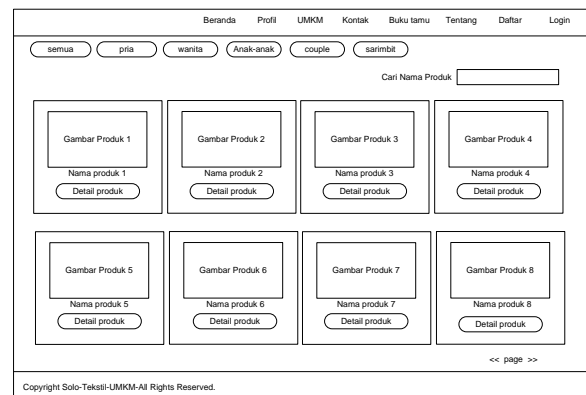 Beranda Profil UMKM Kontak Buku tamu Tentang Daftar Login
semua pria wanita Anak-anak couple sarimbit
Cari Nama Produk
Gambar Produk 1 Gambar Produk 2 Gambar Produk 3 Gambar Produk 4
Nama produk 1 Nama produk 2 Nama produk 3 Nama produk 4
Detail produk Detail produk Detail produk Detail produk
Gambar Produk 5 Gambar Produk 6 Gambar Produk 7 Gambar Produk 8
Nama produk 5 Nama produk 6 Nama produk 7 Nama produk 8
Detail produk Detail produk Detail produk Detail produk
<< page >>
Copyright Solo-Tekstil-UMKM-All Rights Reserved.